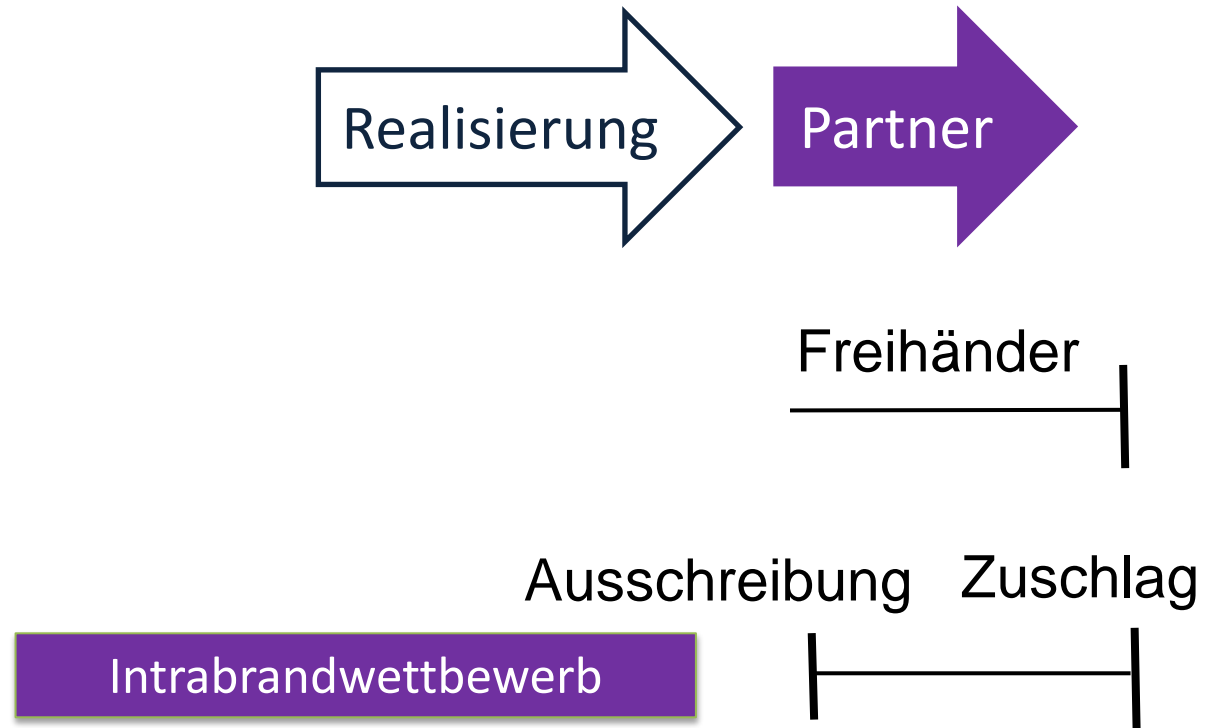 Realisierung
Partner
Freihänder
Ausschreibung
Zuschlag
Intrabrandwettbewerb